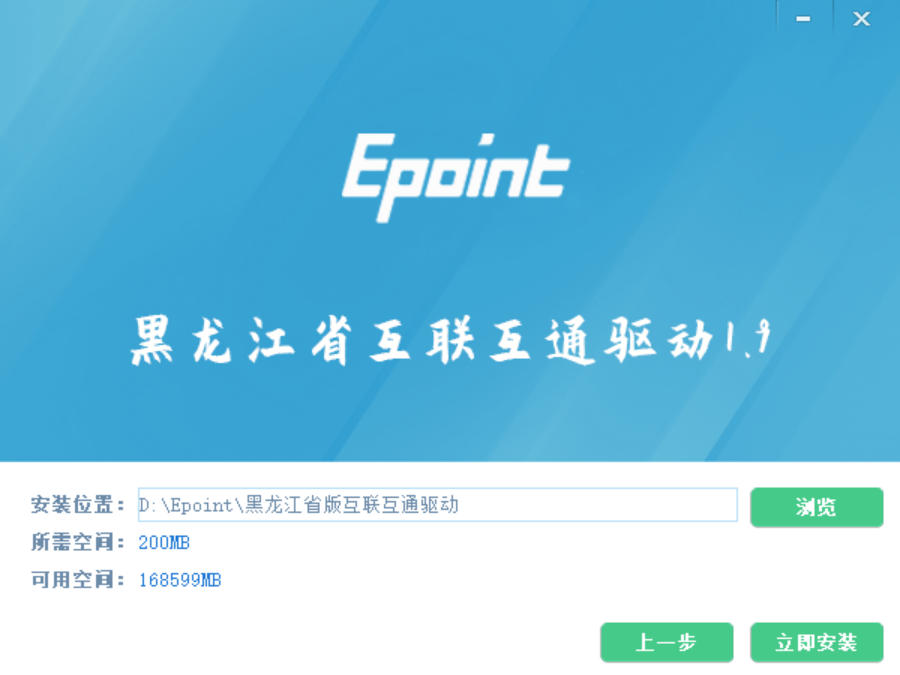 Epoint
黑龙江省互联互通驱动1.9
安装位置： D:\Epoint\黑龙江省版互联互通驱动 浏览
所需空间： 200MB
可用空间： 168599MB
上一步 立即安装